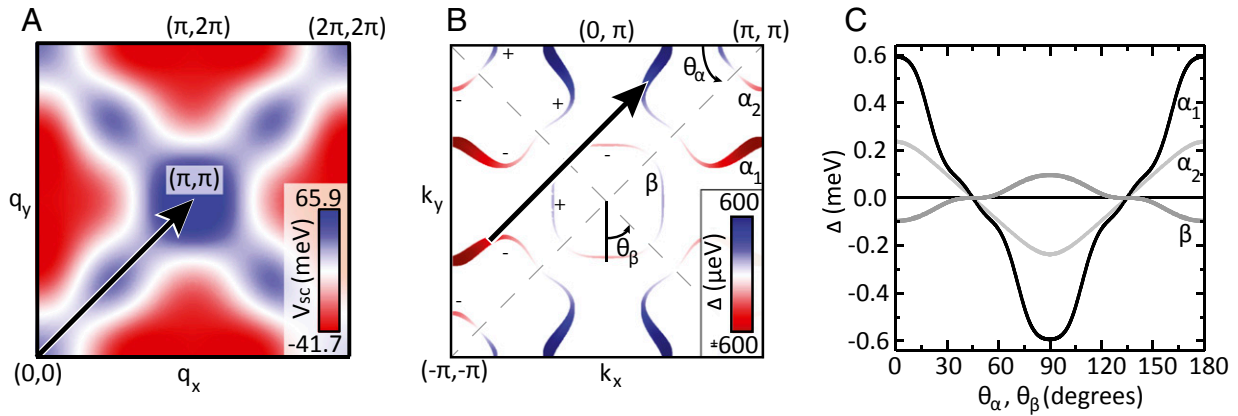 A
(π,2π)
(2π,2π)
(π,π)
65.9
V_SC (meV)
-41.7
q_y
(0,0)
q_x
B
(0, π)
(π, π)
θ_α
+
-
+
-
α_2
-
-
α_1
β
+
θ_β
-
-
600
Δ (μeV)
±600
k_y
(-π,-π)
k_x
C
0.6
0.4
0.2
0.0
-0.2
-0.4
-0.6
Δ (meV)
α_1
α_2
β
0 30 60 90 120 150 180
θ_α, θ_β (degrees)